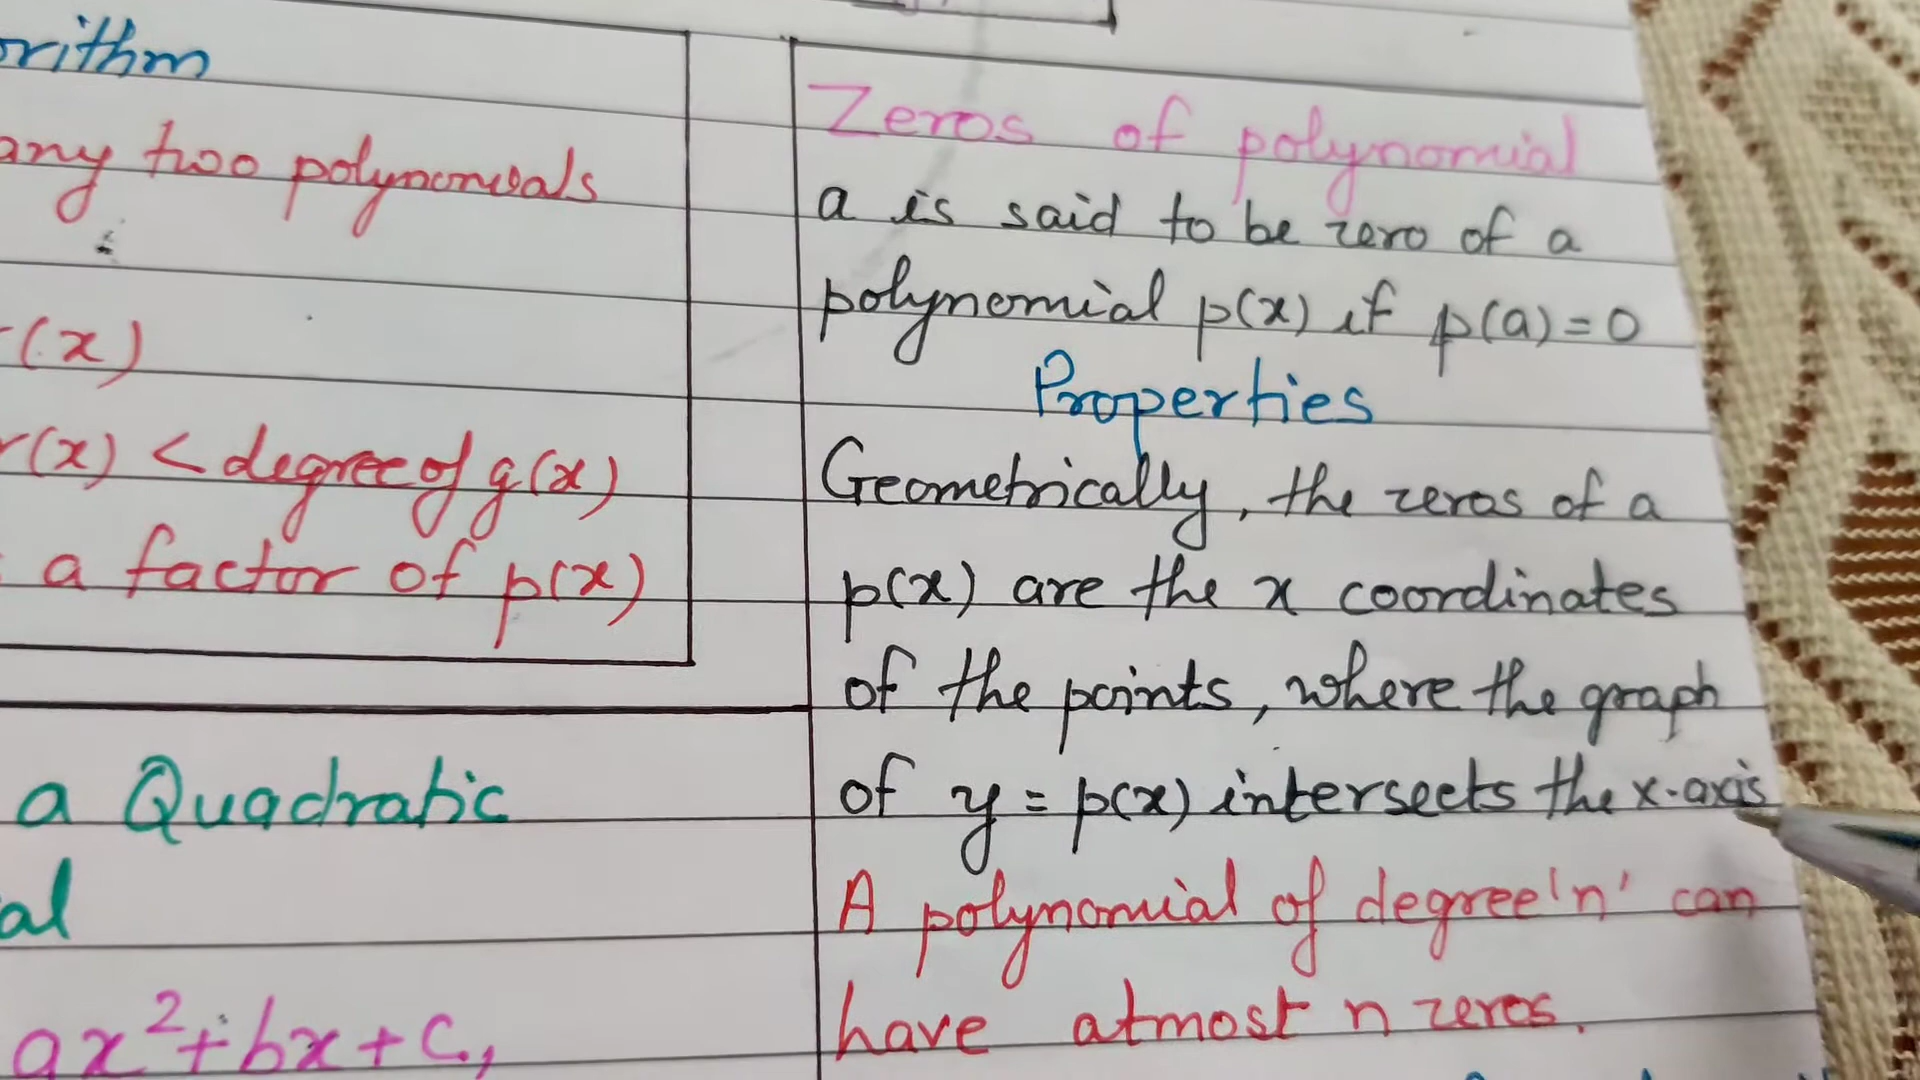 orithm
any two polynomials
r(x)
r(x) < degree of g(x)
a factor of p(x)
a Quadratic
al
ax²+bx+c,
Zeros of polynomial
a is said to be zero of a
polynomial p(x) if p(a)=0
Properties
Geometrically, the zeros of a
p(x) are the x coordinates
of the points, where the graph
of y = p(x) intersects the x-axis
A polynomial of degree 'n' can
have atmost n zeros.